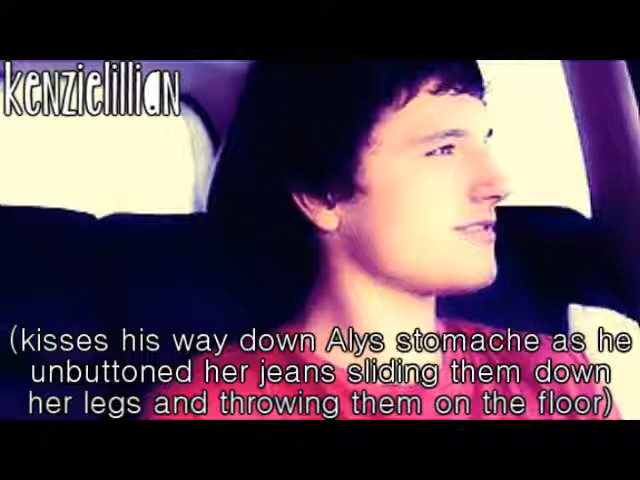 kenzielillian
(kisses his way down Alys stomache as he
unbuttoned her jeans sliding them down
her legs and throwing them on the floor)